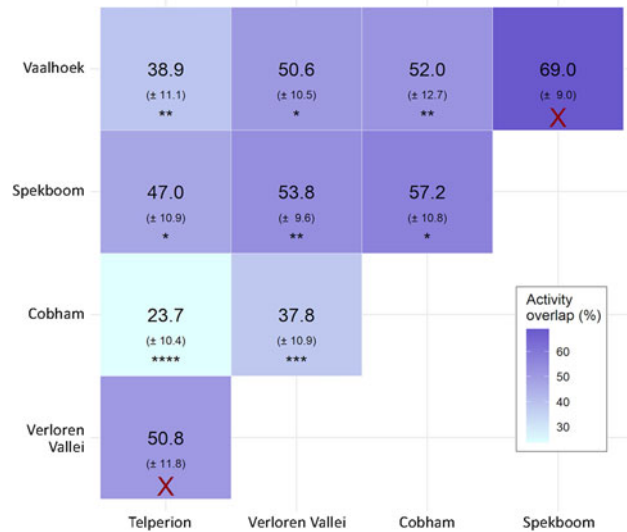 Vaalhoek
38.9
(± 11.1)
**
50.6
(± 10.5)
*
52.0
(± 12.7)
**
69.0
(± 9.0)
X
Spekboom
47.0
(± 10.9)
*
53.8
(± 9.6)
**
57.2
(± 10.8)
*
Cobham
23.7
(± 10.4)
****
37.8
(± 10.9)
***
Verloren
Vallei
50.8
(± 11.8)
X
Activity
overlap (%)
60
50
40
30
Telperion
Verloren Vallei
Cobham
Spekboom